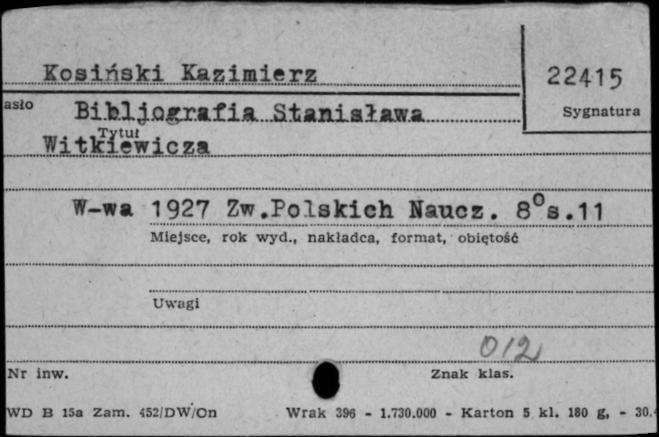 Kosiński Kazimierz
22415
asło
Bibljografia Stanisława
Sygnatura
Tytuł
Witkiewicza
W-wa 1927 Zw.Polskich Naucz. 8° s.11
Miejsce, rok wyd., nakładca, format, obiętość
Uwagi
012
Nr inw.
Znak klas.
WD B 15a Zam. 452/DW/On Wrak 396 - 1.730.000 - Karton 5 kl. 180 g, - 30.